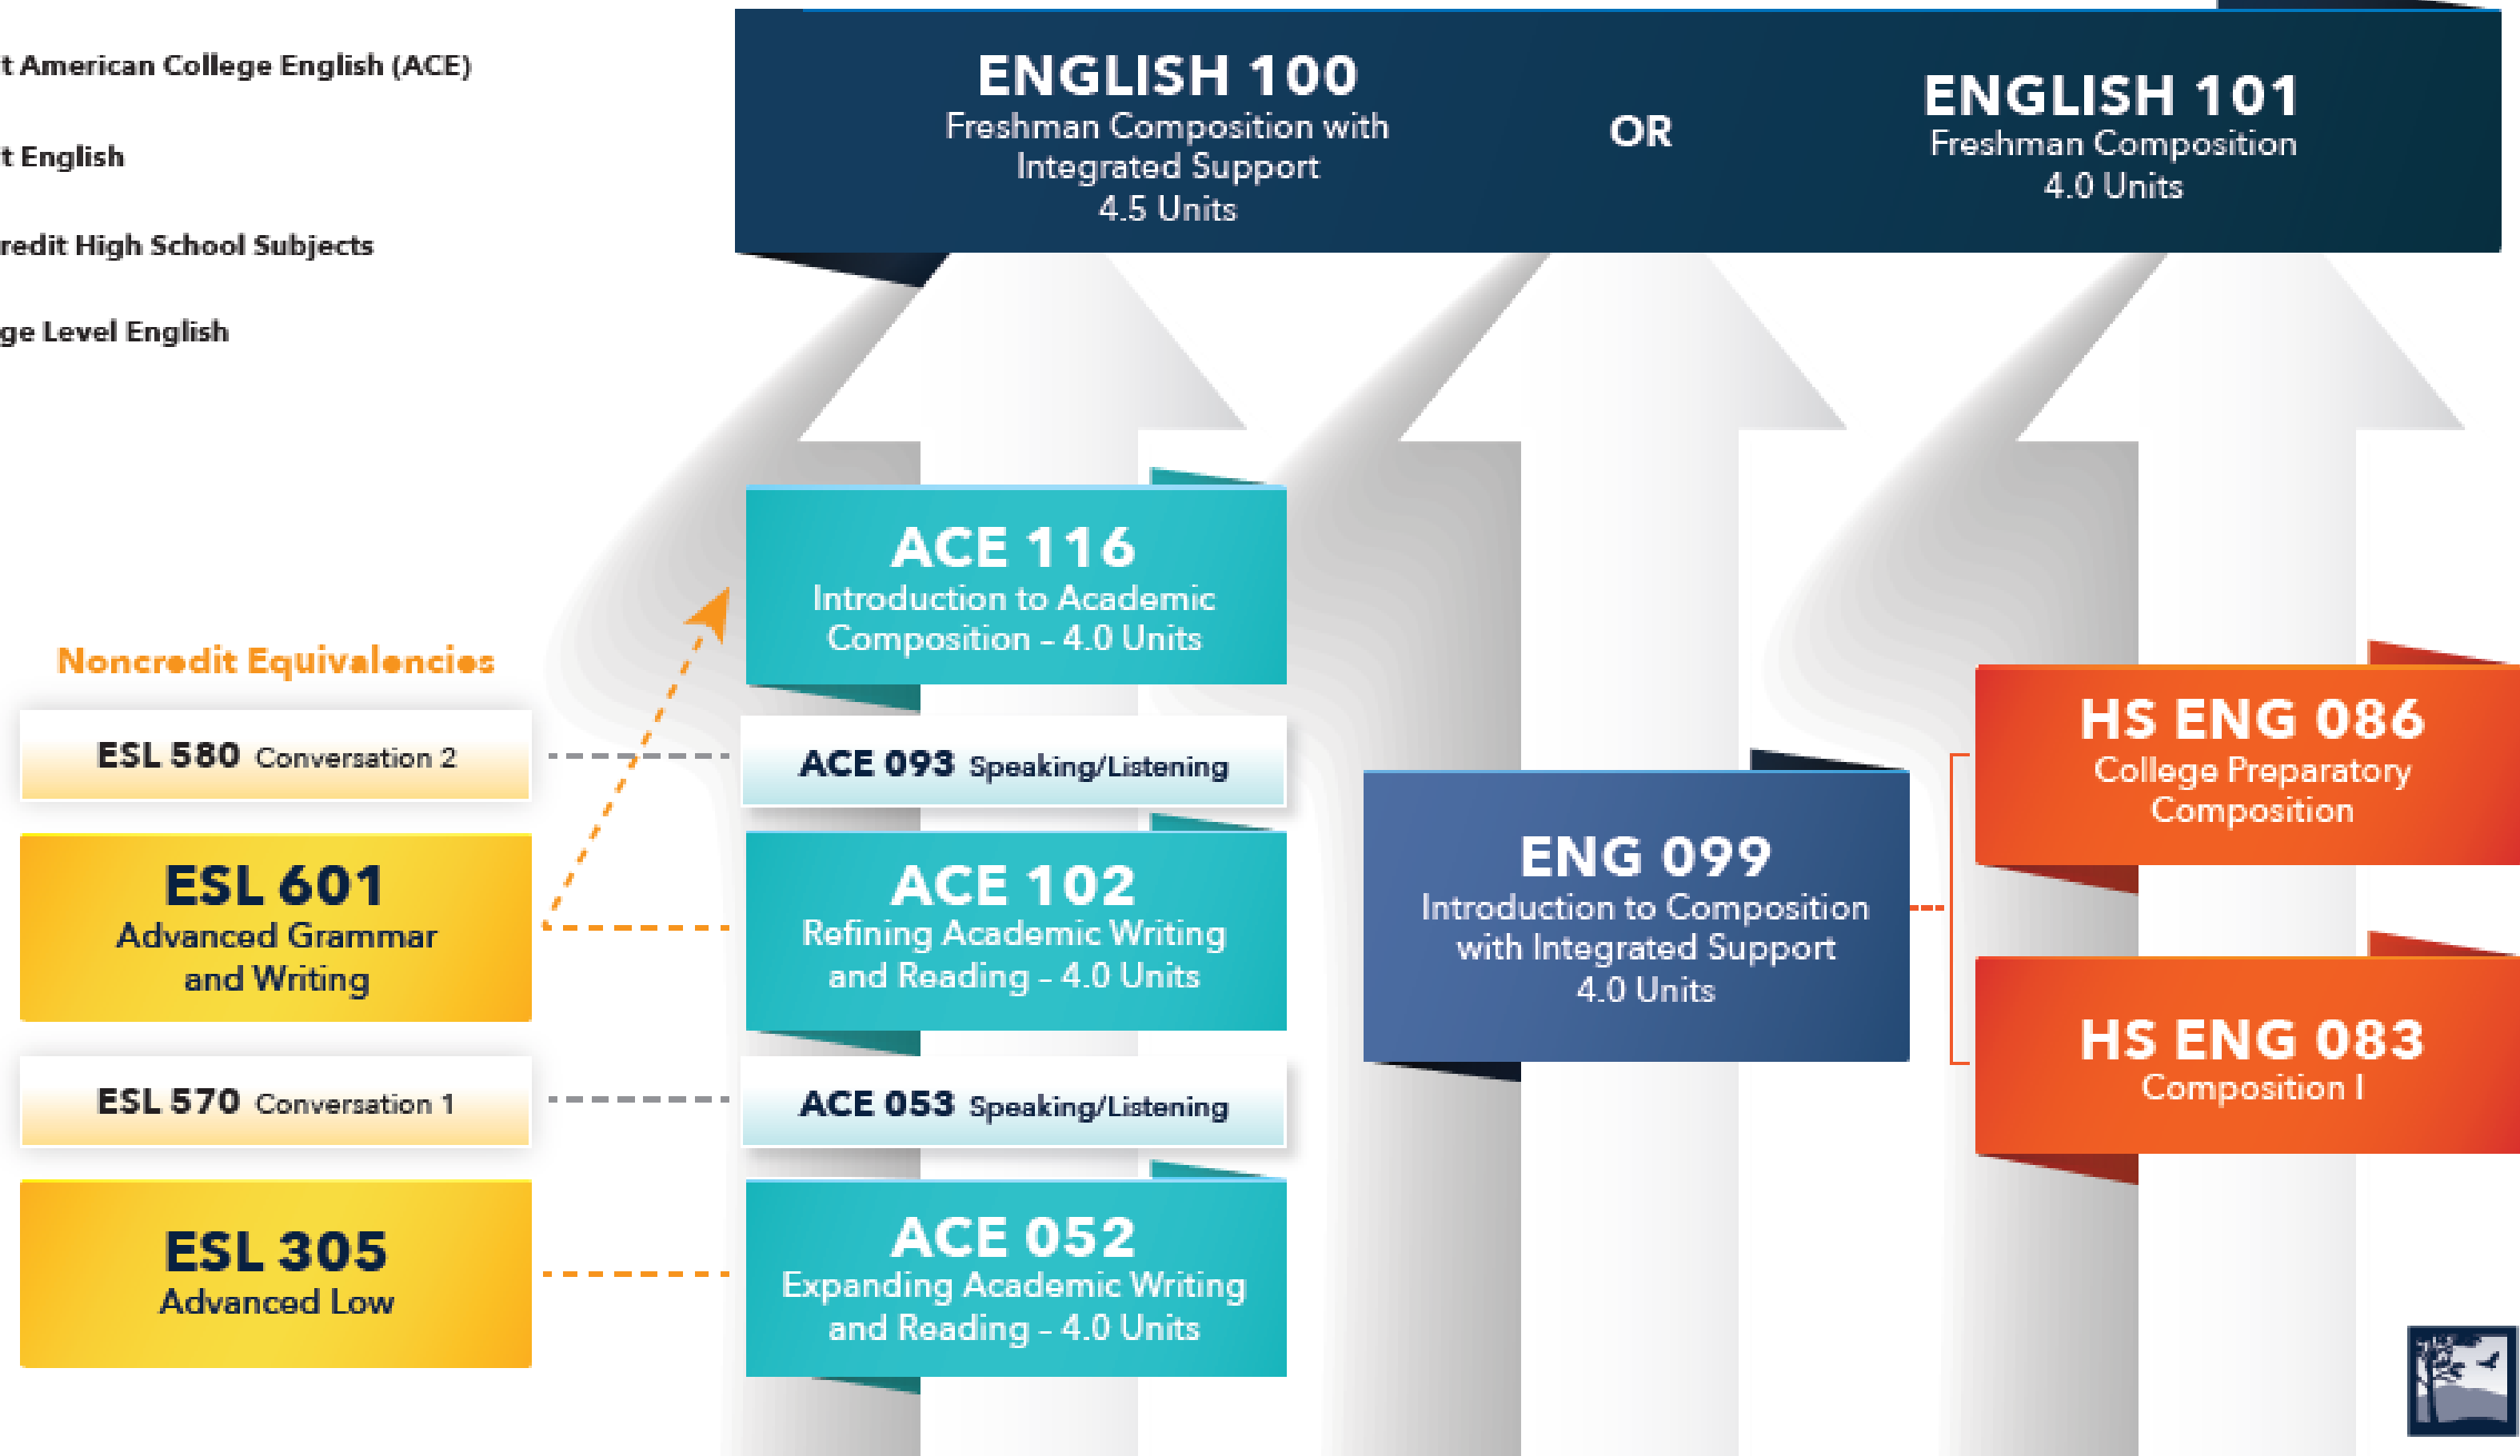 t American College English (ACE)
t English
redit High School Subjects
ge Level English
ENGLISH 100
Freshman Composition with
Integrated Support
4.5 Units
OR
ENGLISH 101
Freshman Composition
4.0 Units
Noncredit Equivalencies
ESL 580 Conversation 2
ESL 601
Advanced Grammar
and Writing
ESL 570 Conversation 1
ESL 305
Advanced Low
ACE 116
Introduction to Academic
Composition – 4.0 Units
ACE 093 Speaking/Listening
ACE 102
Refining Academic Writing
and Reading – 4.0 Units
ACE 053 Speaking/Listening
ACE 052
Expanding Academic Writing
and Reading – 4.0 Units
ENG 099
Introduction to Composition
with Integrated Support
4.0 Units
HS ENG 086
College Preparatory
Composition
HS ENG 083
Composition I